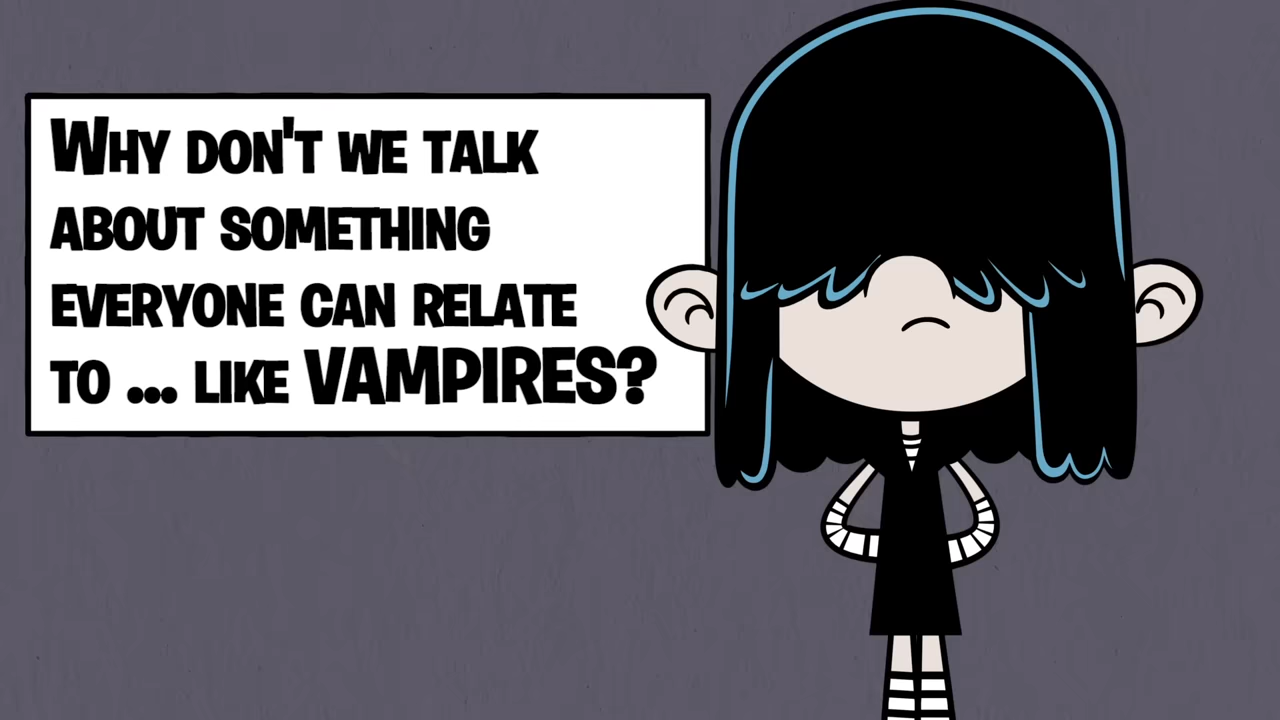 Why don't we talk
about something
everyone can relate
to ... like VAMPIRES?